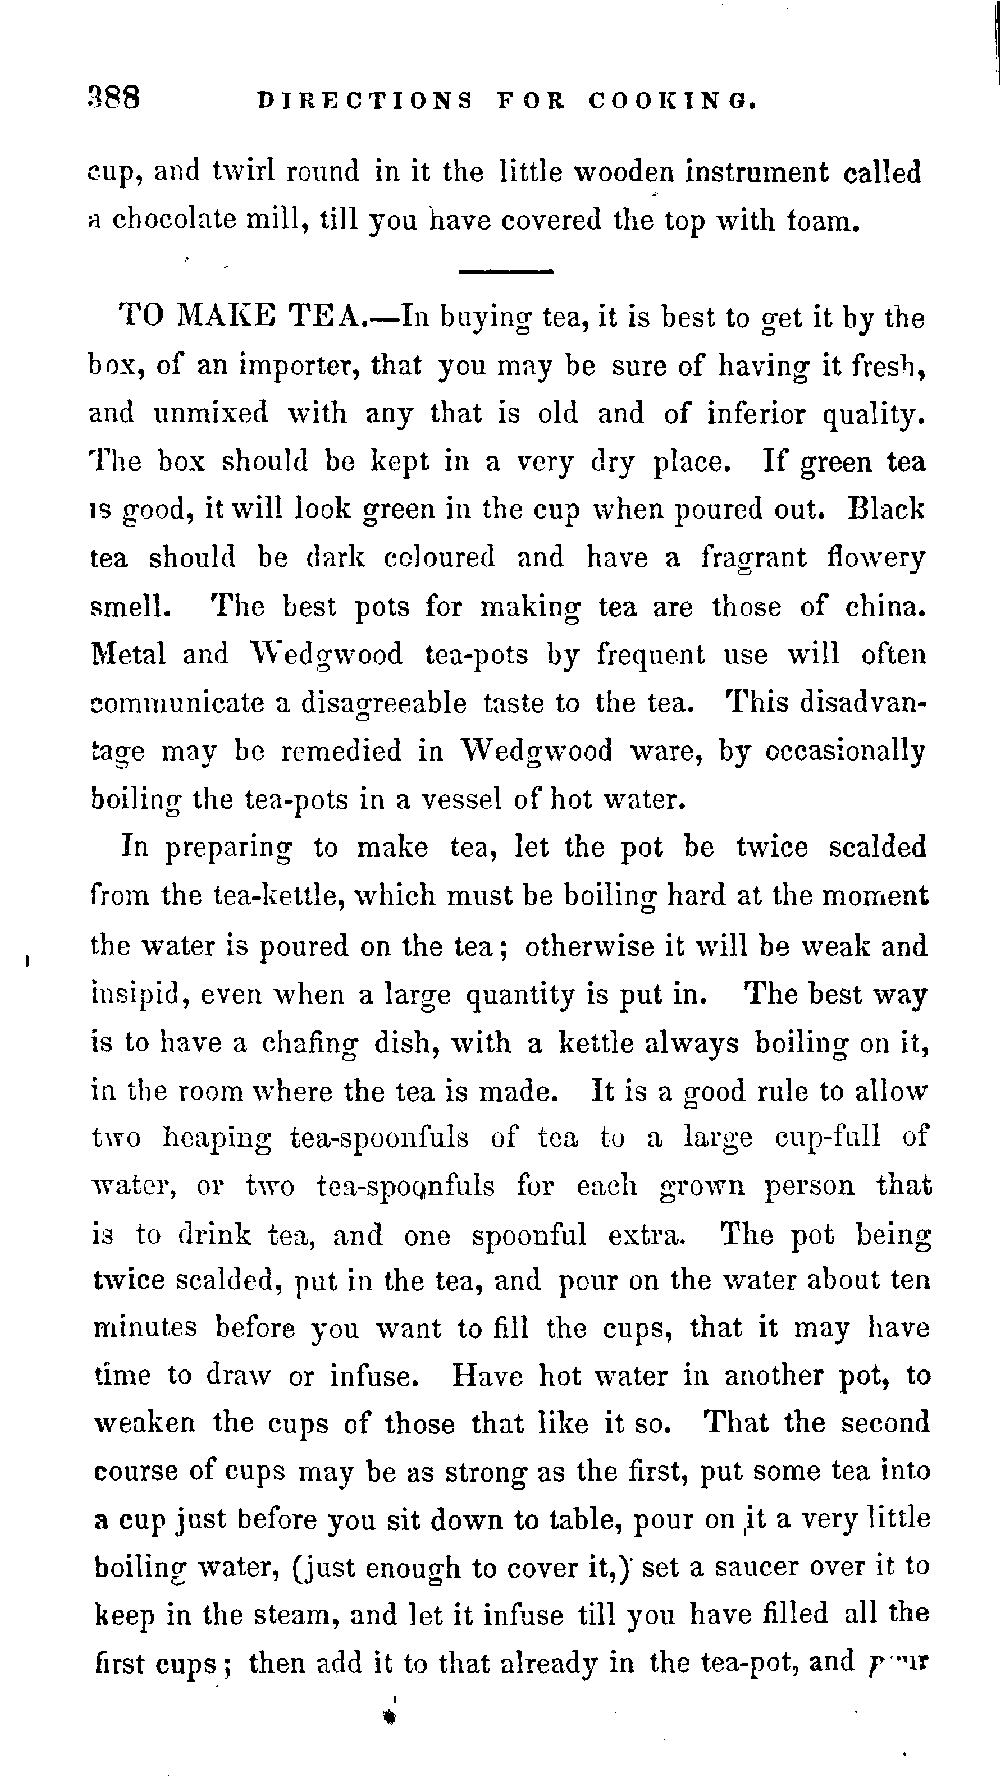 388 DIRECTIONS FOR COOKING.
cup, and twirl round in it the little wooden instrument called
a chocolate mill, till you have covered the top with foam.
TO MAKE TEA.—In buying tea, it is best to get it by the
box, of an importer, that you may be sure of having it fresh,
and unmixed with any that is old and of inferior quality.
The box should be kept in a very dry place. If green tea
is good, it will look green in the cup when poured out. Black
tea should be dark coloured and have a fragrant flowery
smell. The best pots for making tea are those of china.
Metal and Wedgwood tea-pots by frequent use will often
communicate a disagreeable taste to the tea. This disadvan-
tage may be remedied in Wedgwood ware, by occasionally
boiling the tea-pots in a vessel of hot water.
In preparing to make tea, let the pot be twice scalded
from the tea-kettle, which must be boiling hard at the moment
the water is poured on the tea; otherwise it will be weak and
insipid, even when a large quantity is put in. The best way
is to have a chafing dish, with a kettle always boiling on it,
in the room where the tea is made. It is a good rule to allow
two heaping tea-spoonfuls of tea to a large cup-full of
water, or two tea-spoonfuls for each grown person that
is to drink tea, and one spoonful extra. The pot being
twice scalded, put in the tea, and pour on the water about ten
minutes before you want to fill the cups, that it may have
time to draw or infuse. Have hot water in another pot, to
weaken the cups of those that like it so. That the second
course of cups may be as strong as the first, put some tea into
a cup just before you sit down to table, pour on it a very little
boiling water, (just enough to cover it,) set a saucer over it to
keep in the steam, and let it infuse till you have filled all the
first cups; then add it to that already in the tea-pot, and pour